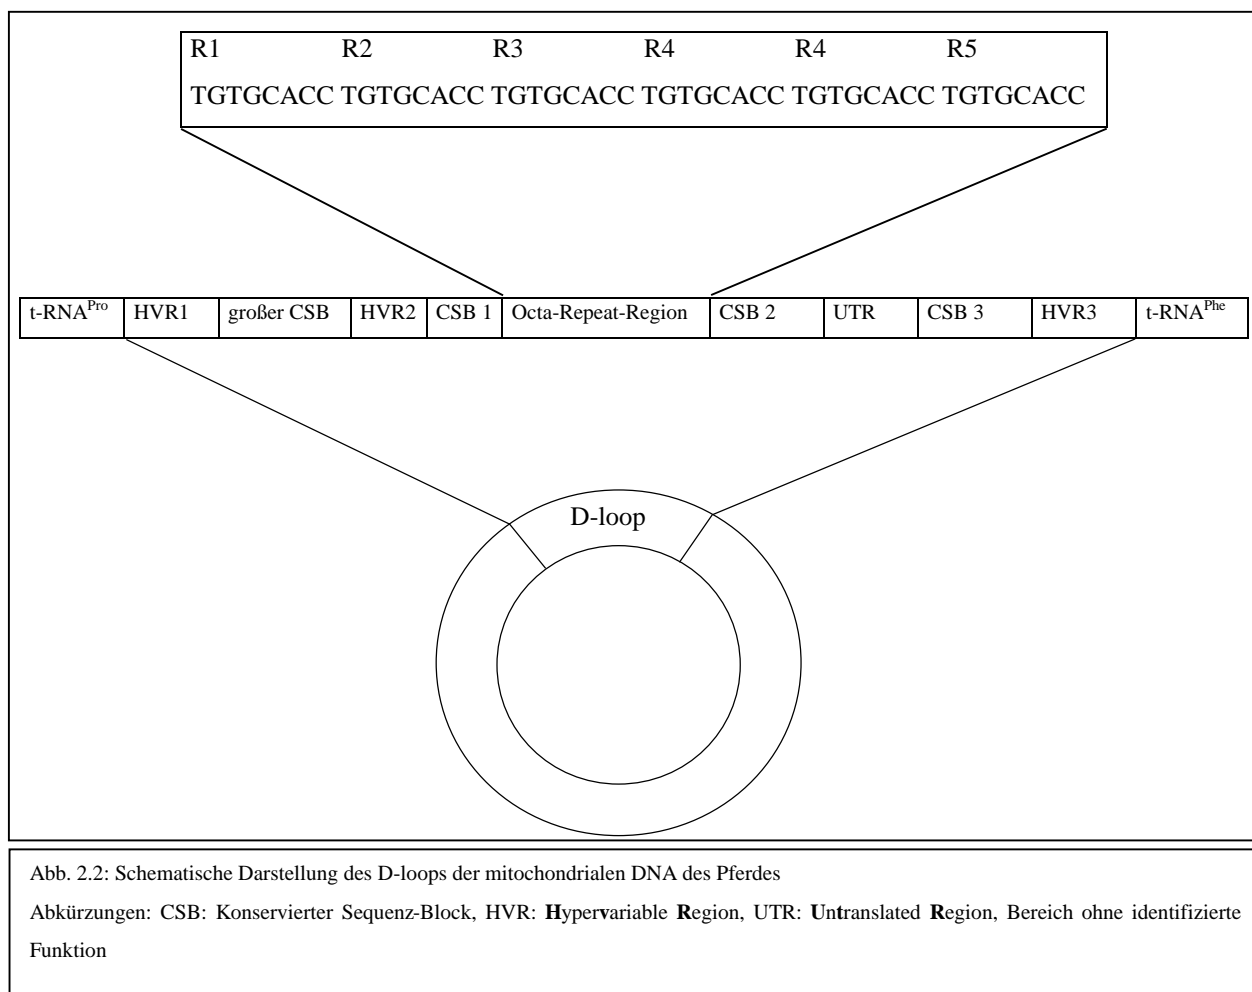 R1 R2 R3 R4 R4 R5
TGTGCACC TGTGCACC TGTGCACC TGTGCACC TGTGCACC TGTGCACC
t-RNAPro HVR1 großer CSB HVR2 CSB 1 Octa-Repeat-Region CSB 2 UTR CSB 3 HVR3 t-RNAPhe
D-loop
Abb. 2.2: Schematische Darstellung des D-loops der mitochondrialen DNA des Pferdes
Abkürzungen: CSB: Konservierter Sequenz-Block, HVR: Hypervariable Region, UTR: Untranslated Region, Bereich ohne identifizierte
Funktion